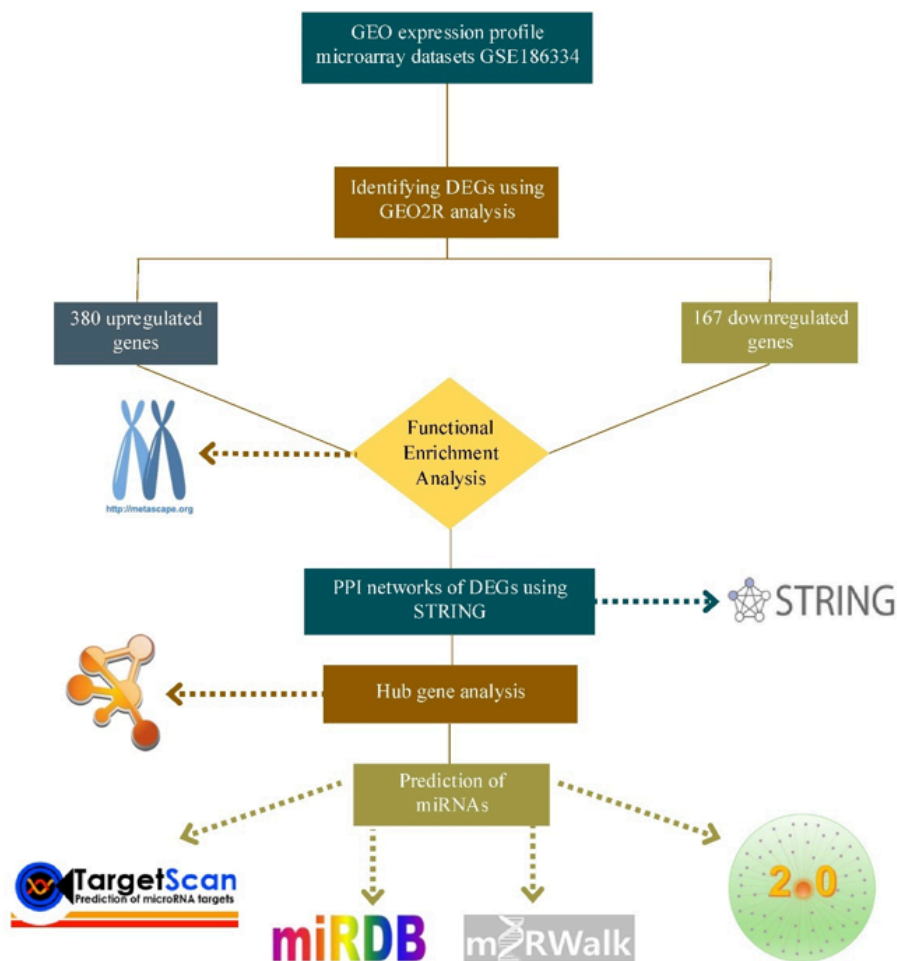 GEO expression profile
microarray datasets GSE186334
Identifying DEGs using
GEO2R analysis
380 upregulated
genes
167 downregulated
genes
Functional
Enrichment
Analysis
http://metascape.org
PPI networks of DEGs using
STRING
STRING
Hub gene analysis
Prediction of
miRNAs
TargetScan
Prediction of microRNA targets
2.0
miRDB
miRWalk